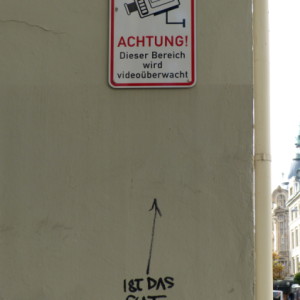 ACHTUNG!
Dieser Bereich
wird
videoüberwacht
IST DAS